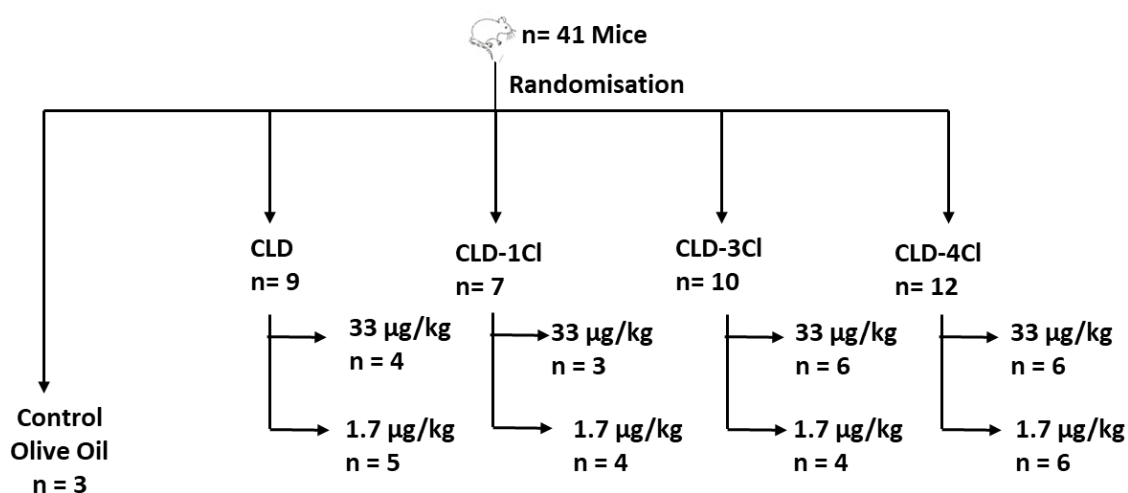 n= 41 Mice
Randomisation
CLD
n= 9
CLD-1Cl
n= 7
CLD-3Cl
n= 10
CLD-4Cl
n= 12
33 µg/kg
n = 4
33 µg/kg
n = 3
33 µg/kg
n = 6
33 µg/kg
n = 6
Control
Olive Oil
n = 3
1.7 µg/kg
n = 5
1.7 µg/kg
n = 4
1.7 µg/kg
n = 4
1.7 µg/kg
n = 6